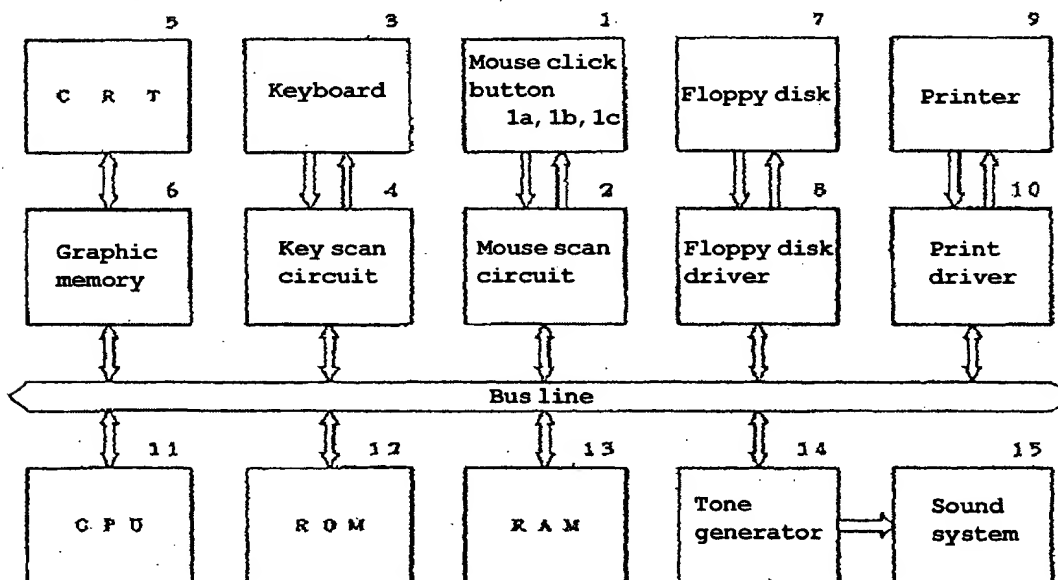 5 3 1 7 9
C R T
Keyboard
Mouse click
button
1a, 1b, 1c
Floppy disk
Printer
6 4 2 8 10
Graphic
memory
Key scan
circuit
Mouse scan
circuit
Floppy disk
driver
Print
driver
Bus line
11 12 13 14 15
C P U
R O M
R A M
Tone
generator
Sound
system